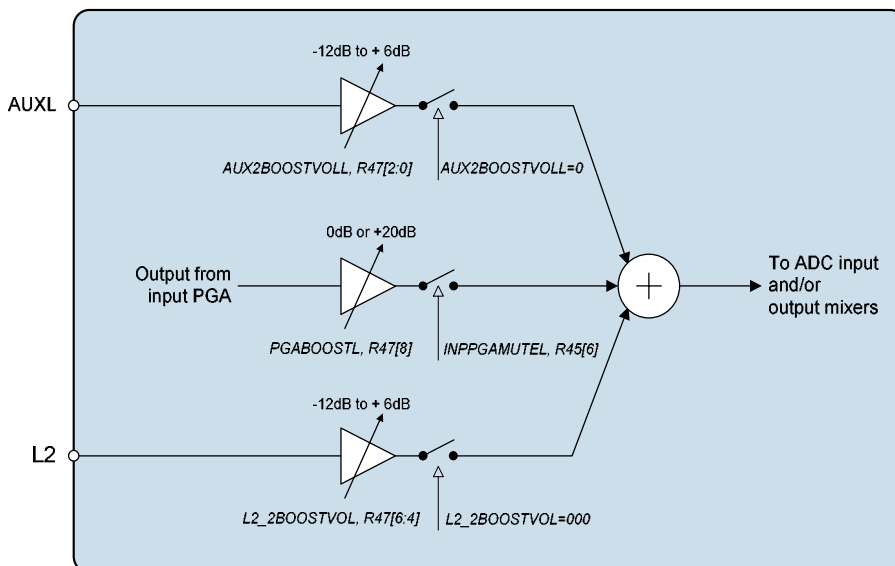 -12dB to + 6dB
AUXL
AUX2BOOSTVOLL, R47[2:0]
AUX2BOOSTVOLL=0
0dB or +20dB
Output from
input PGA
To ADC input
and/or
output mixers
PGABOOSTL, R47[8]
INPPGAMUTEL, R45[6]
-12dB to + 6dB
L2
L2_2BOOSTVOL, R47[6:4]
L2_2BOOSTVOL=000